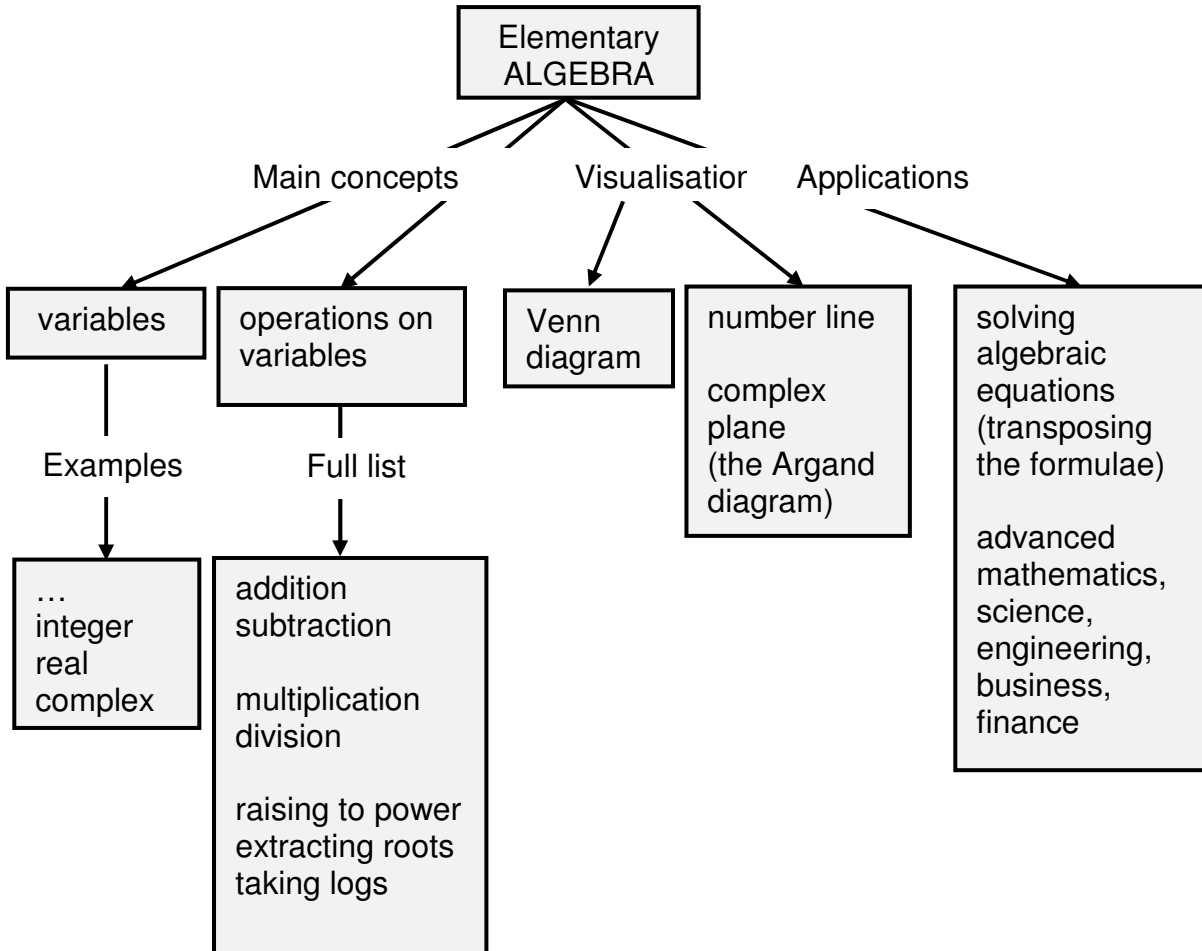 Elementary
ALGEBRA
Main concepts
Visualisation
Applications
variables
operations on
variables
Venn
diagram
number line
complex
plane
(the Argand
diagram)
solving
algebraic
equations
(transposing
the formulae)
advanced
mathematics,
science,
engineering,
business,
finance
Examples
Full list
…
integer
real
complex
addition
subtraction
multiplication
division
raising to power
extracting roots
taking logs